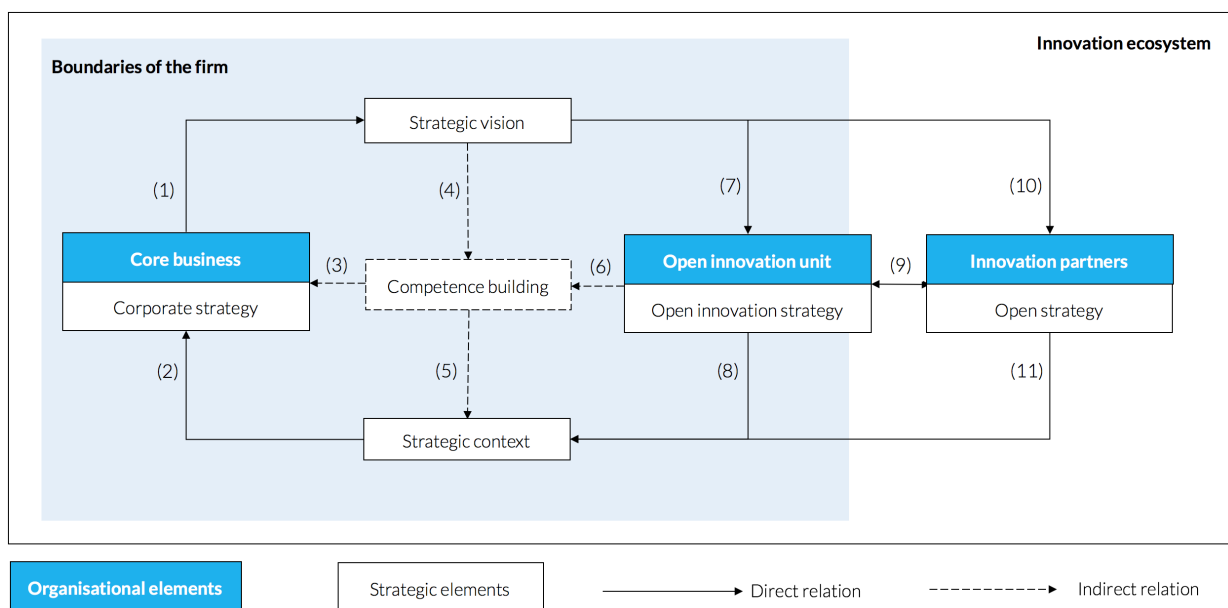 Innovation ecosystem
Boundaries of the firm
Strategic vision
(1)
(4)
(7)
(10)
Core business
(3)
Competence building
(6)
Open innovation unit
(9)
Innovation partners
Corporate strategy
Open innovation strategy
Open strategy
(2)
(5)
(8)
(11)
Strategic context
Organisational elements
Strategic elements
Direct relation
Indirect relation